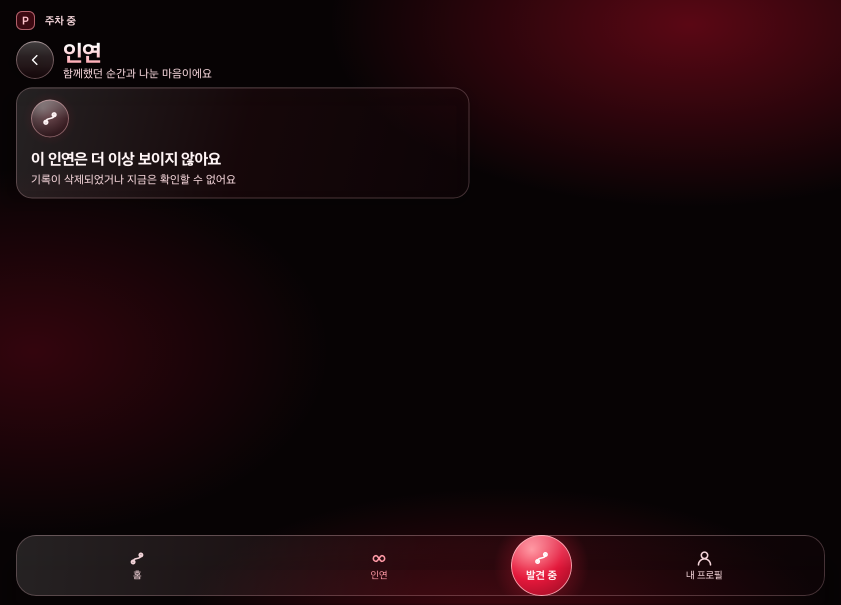 P 주차 중
인연
함께했던 순간과 나눈 마음이에요
이 인연은 더 이상 보이지 않아요
기록이 삭제되었거나 지금은 확인할 수 없어요
홈 인연 발견 중 내 프로필